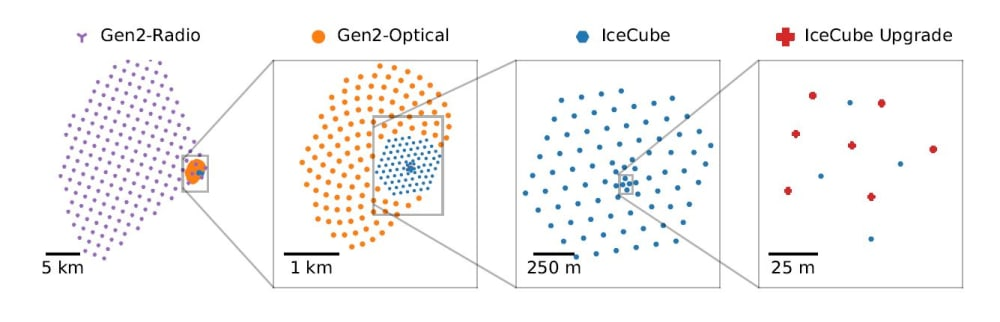 Gen2-Radio
Gen2-Optical
IceCube
IceCube Upgrade
5 km
1 km
250 m
25 m